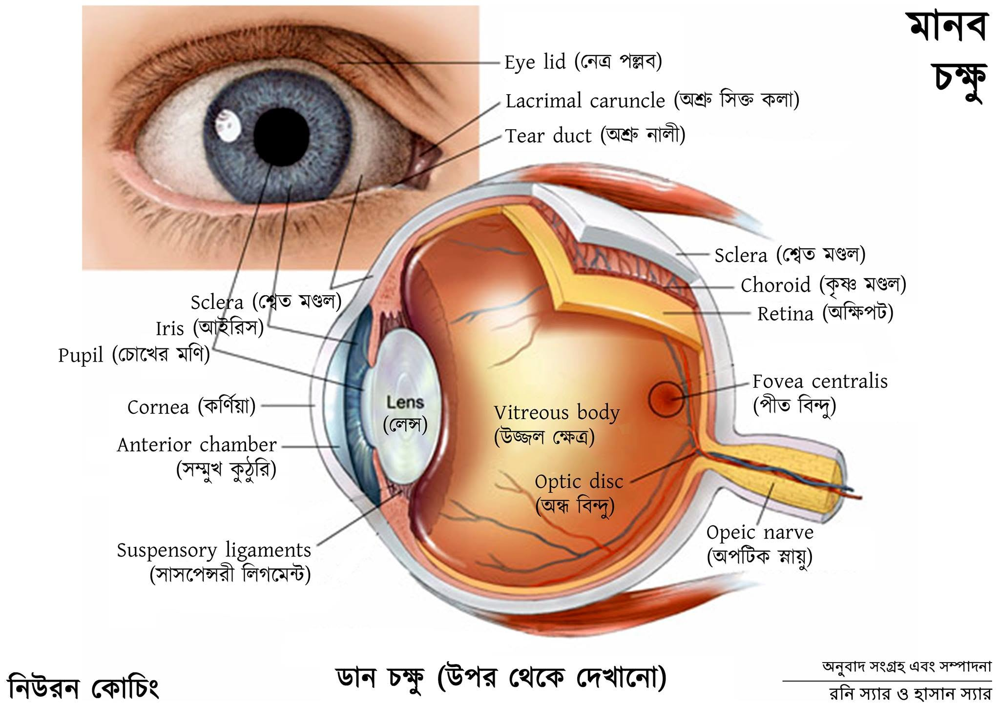 মানব
চক্ষু
Eye lid (নেত্র পল্লব)
Lacrimal caruncle (অশ্রু সিক্ত কলা)
Tear duct (অশ্রু নালী)
Sclera (শ্বেত মণ্ডল)
Choroid (কৃষ্ণ মণ্ডল)
Retina (অক্ষিপট)
Sclera (শ্বেত মণ্ডল)
Iris (আইরিস)
Pupil (চোখের মণি)
Cornea (কর্ণিয়া)
Anterior chamber
(সম্মুখ কুঠুরি)
Suspensory ligaments
(সাসপেন্সরী লিগমেন্ট)
Lens
(লেন্স)
Vitreous body
(উজ্জল ক্ষেত্র)
Fovea centralis
(পীত বিন্দু)
Optic disc
(অন্ধ বিন্দু)
Opeic narve
(অপটিক স্নায়ু)
ডান চক্ষু (উপর থেকে দেখানো)
নিউরন কোচিং
অনুবাদ সংগ্রহ এবং সম্পাদনা
রনি স্যার ও হাসান স্যার